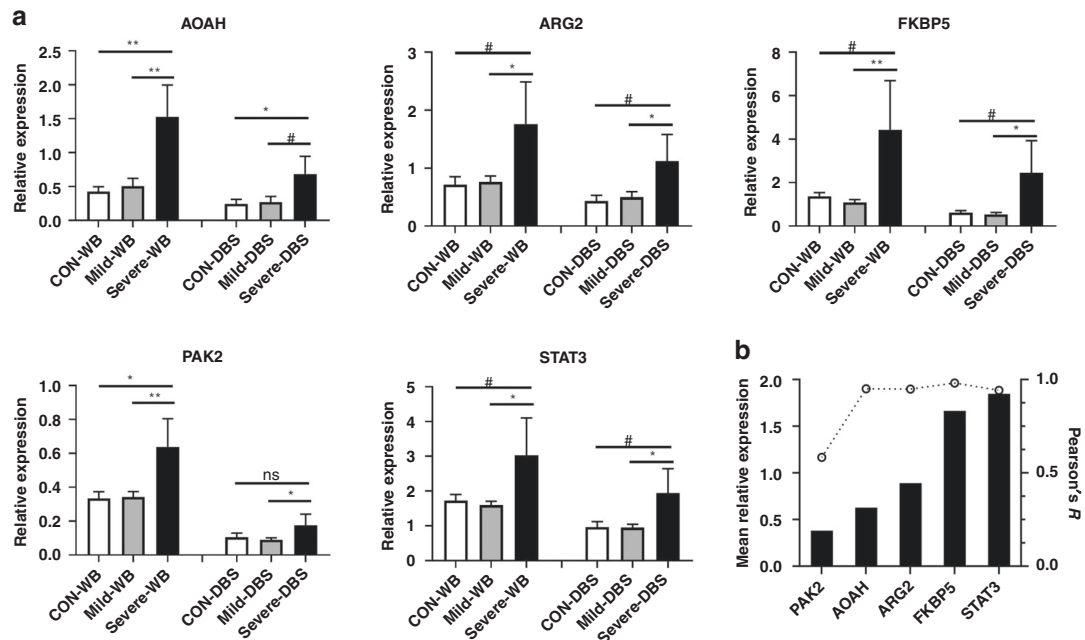 a
AOAH
Relative expression
2.5
2.0
1.5
1.0
0.5
0.0
**
**
*
#
CON-WB
Mild-WB
Severe-WB
CON-DBS
Mild-DBS
Severe-DBS
ARG2
Relative expression
3
2
1
0
#
*
#
*
CON-WB
Mild-WB
Severe-WB
CON-DBS
Mild-DBS
Severe-DBS
FKBP5
Relative expression
8
6
4
2
0
#
**
#
*
CON-WB
Mild-WB
Severe-WB
CON-DBS
Mild-DBS
Severe-DBS
PAK2
Relative expression
1.0
0.8
0.6
0.4
0.2
0.0
*
**
ns
*
CON-WB
Mild-WB
Severe-WB
CON-DBS
Mild-DBS
Severe-DBS
STAT3
Relative expression
5
4
3
2
1
0
#
*
#
*
CON-WB
Mild-WB
Severe-WB
CON-DBS
Mild-DBS
Severe-DBS
b
Mean relative expression
2.0
1.5
1.0
0.5
0.0
1.0
0.5
0.0
Pearson's R
PAK2
AOAH
ARG2
FKBP5
STAT3